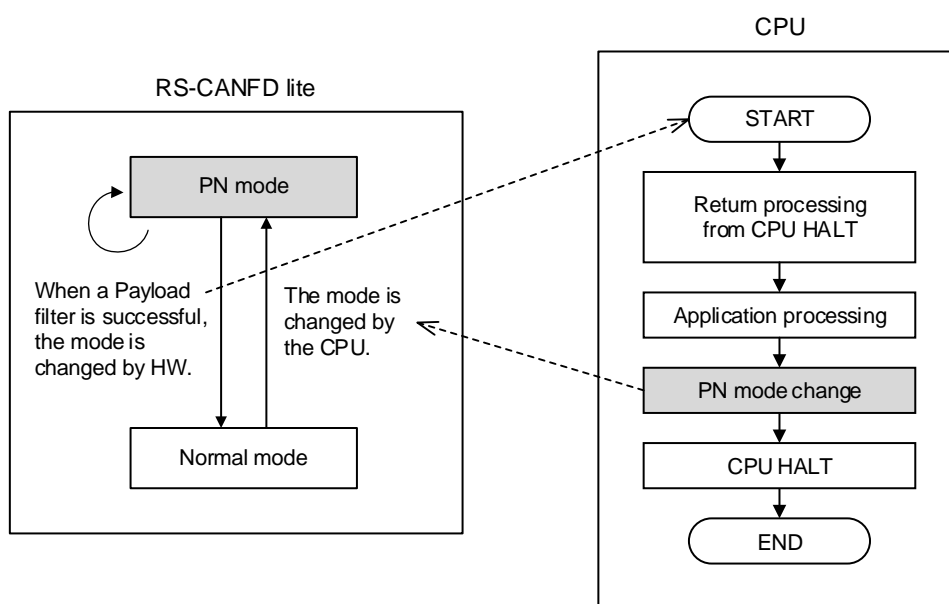 CPU
RS-CANFD lite
START
PN mode
Return processing
from CPU HALT
When a Payload
filter is successful,
the mode is
changed by HW.
The mode is
changed by
the CPU.
Application processing
PN mode change
Normal mode
CPU HALT
END